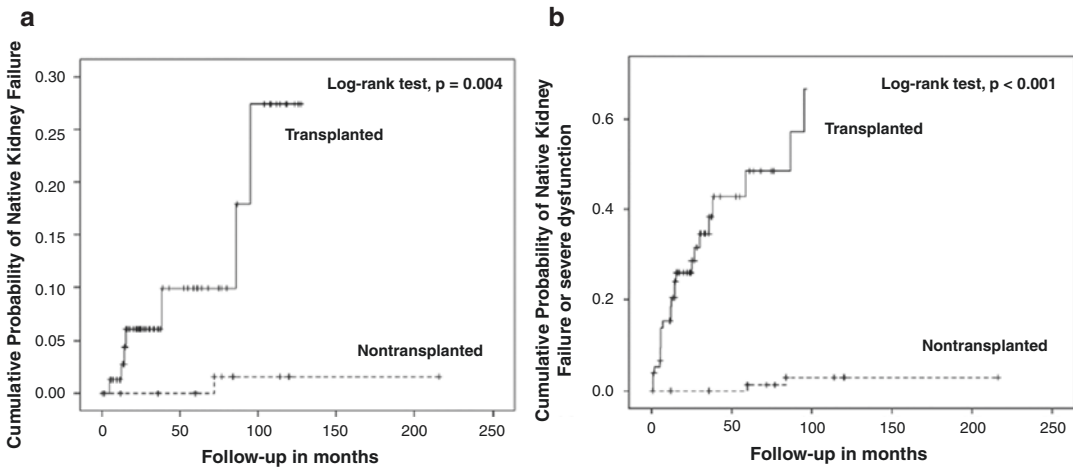 a
Cumulative Probability of Native Kidney Failure
0.30
0.25
0.20
0.15
0.10
0.05
0.00
Log-rank test, p = 0.004
Transplanted
Nontransplanted
0 50 100 150 200 250
Follow-up in months
b
Cumulative Probability of Native Kidney
Failure or severe dysfunction
0.6
0.4
0.2
0.0
Log-rank test, p < 0.001
Transplanted
Nontransplanted
0 50 100 150 200 250
Follow-up in months